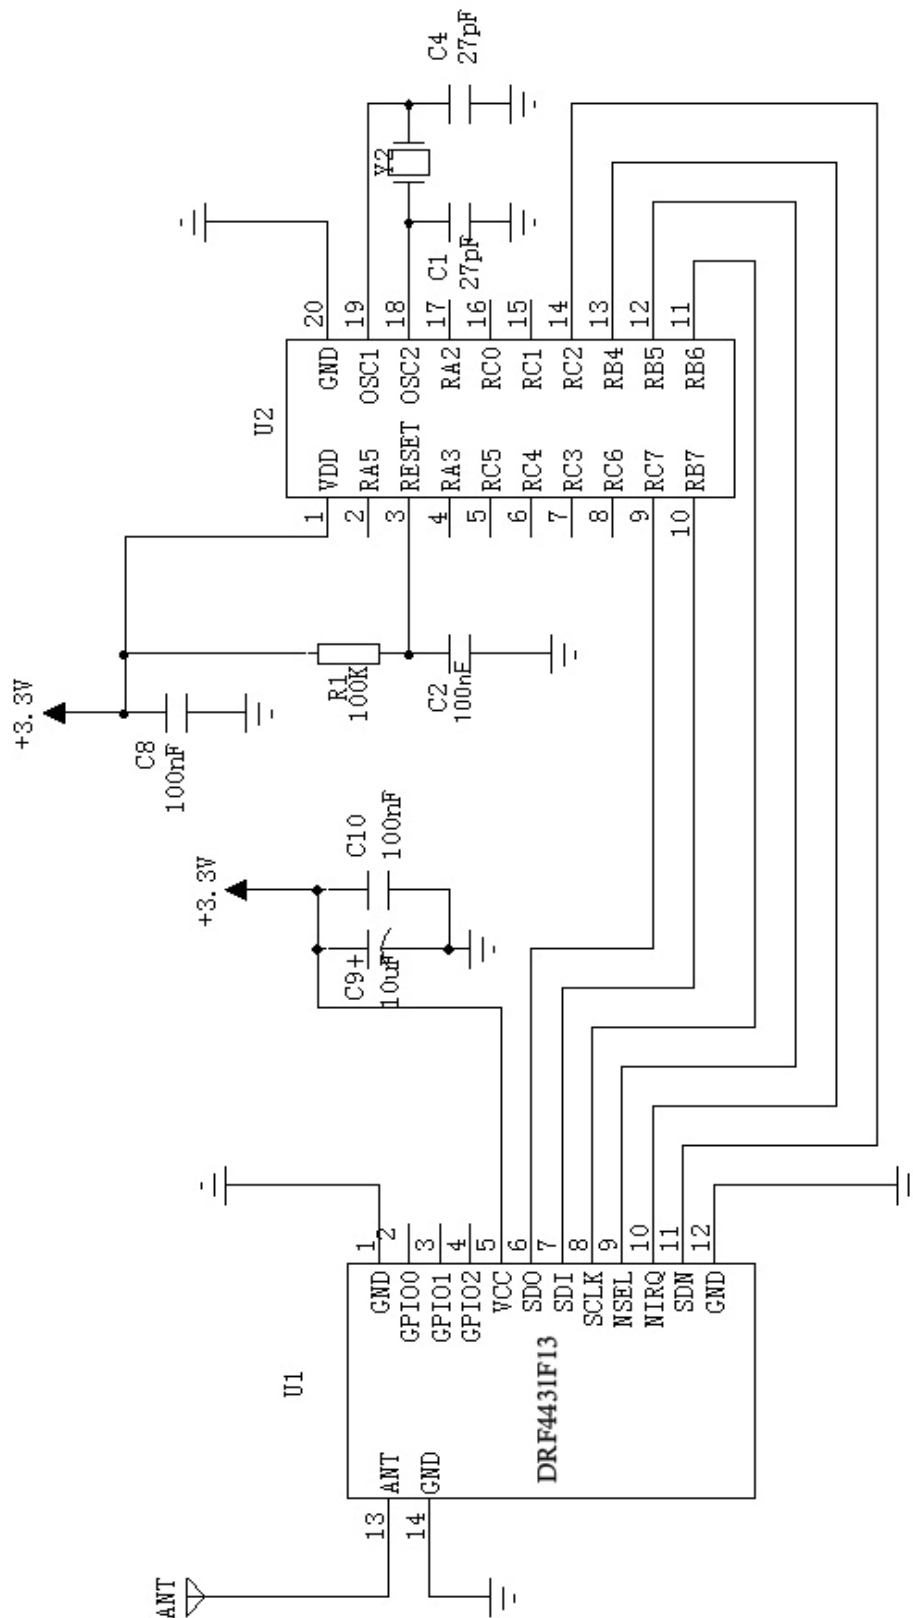 ANT
13
14
ANT
GND
U1
DRF4431F13
GND
GPIO0
GPIO1
GPIO2
VCC
SDO
SDI
SCLK
NSEL
NIRQ
SDN
GND
1
2
3
4
5
6
7
8
9
10
11
12
+3.3V
C9+
10uF
C10
100nF
+3.3V
C8
100nF
R1
100K
C2
100nF
1
2
3
4
5
6
7
8
9
10
U2
VDD
RA5
RESET
RA3
RC5
RC4
RC3
RC6
RC7
RB7
GND
OSC1
OSC2
RA2
RC0
RC1
RC2
RB4
RB5
RB6
20
19
18
17
16
15
14
13
12
11
C1
27pF
Y2
C4
27pF